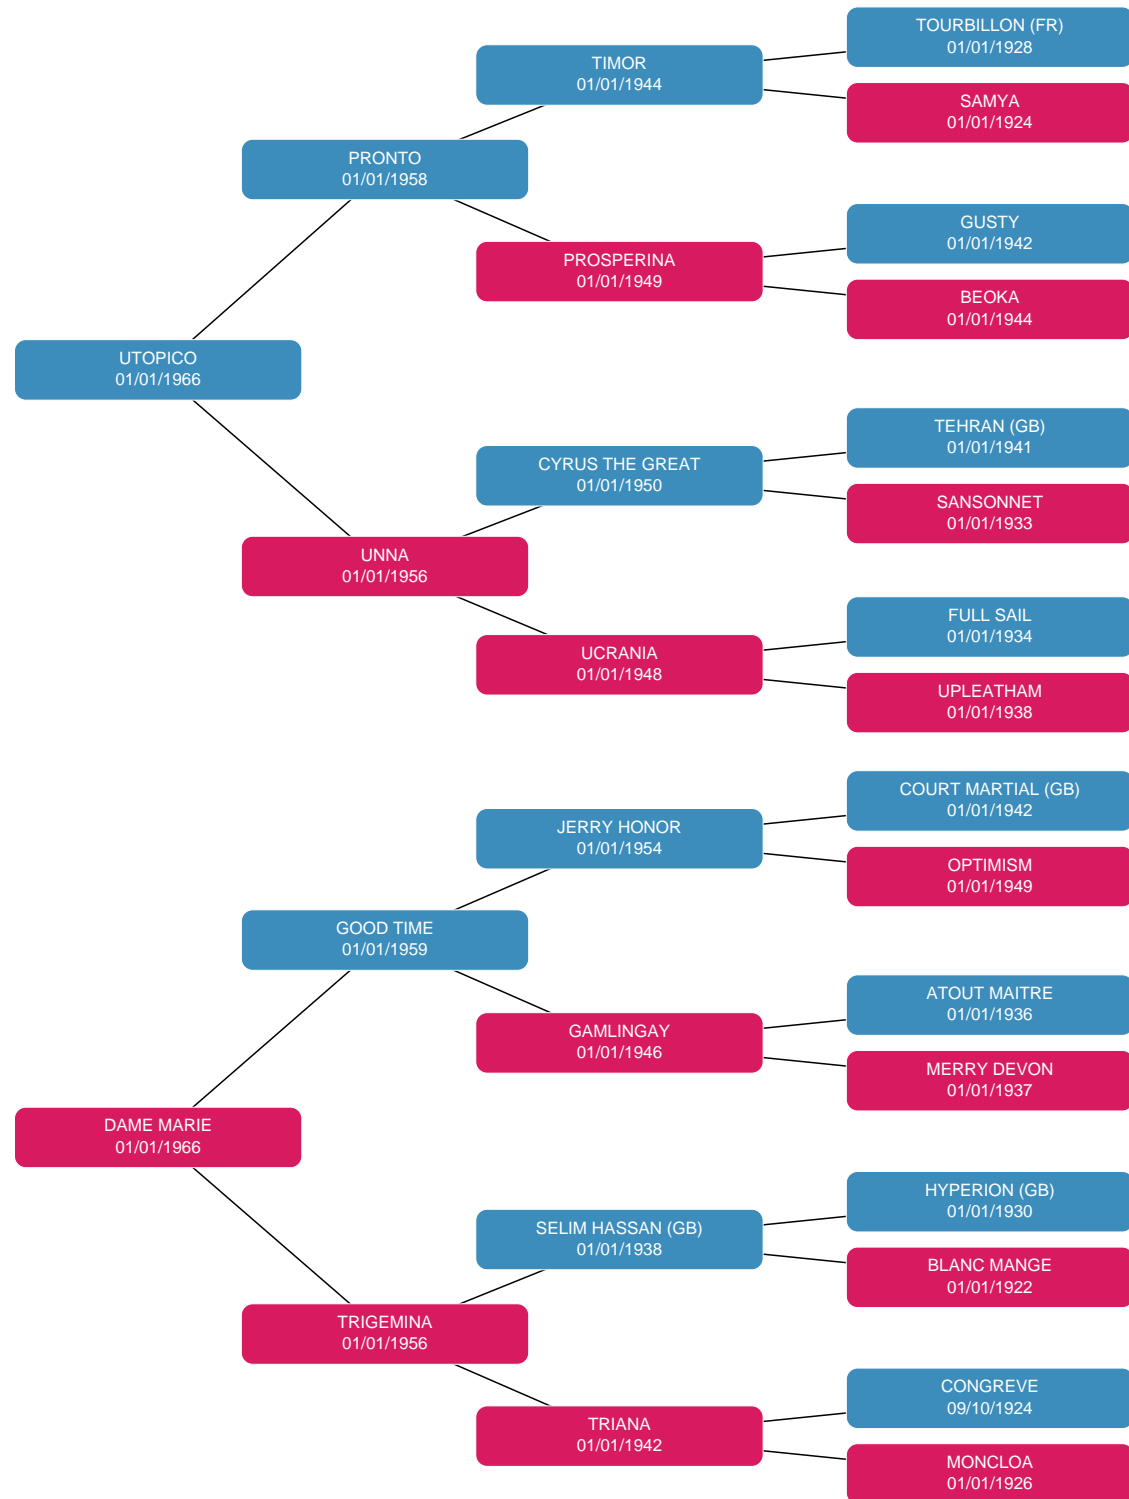 TOURBILLON (FR)
01/01/1928
TIMOR
01/01/1944
SAMYA
01/01/1924
PRONTO
01/01/1958
GUSTY
01/01/1942
PROSPERINA
01/01/1949
BEOKA
01/01/1944
UTOPICO
01/01/1966
TEHRAN (GB)
01/01/1941
CYRUS THE GREAT
01/01/1950
SANSONNET
01/01/1933
UNNA
01/01/1956
FULL SAIL
01/01/1934
UCRANIA
01/01/1948
UPLEATHAM
01/01/1938
COURT MARTIAL (GB)
01/01/1942
JERRY HONOR
01/01/1954
OPTIMISM
01/01/1949
GOOD TIME
01/01/1959
ATOUT MAITRE
01/01/1936
GAMLINGAY
01/01/1946
MERRY DEVON
01/01/1937
DAME MARIE
01/01/1966
HYPERION (GB)
01/01/1930
SELIM HASSAN (GB)
01/01/1938
BLANC MANGE
01/01/1922
TRIGEMINA
01/01/1956
CONGREVE
09/10/1924
TRIANA
01/01/1942
MONCLOA
01/01/1926